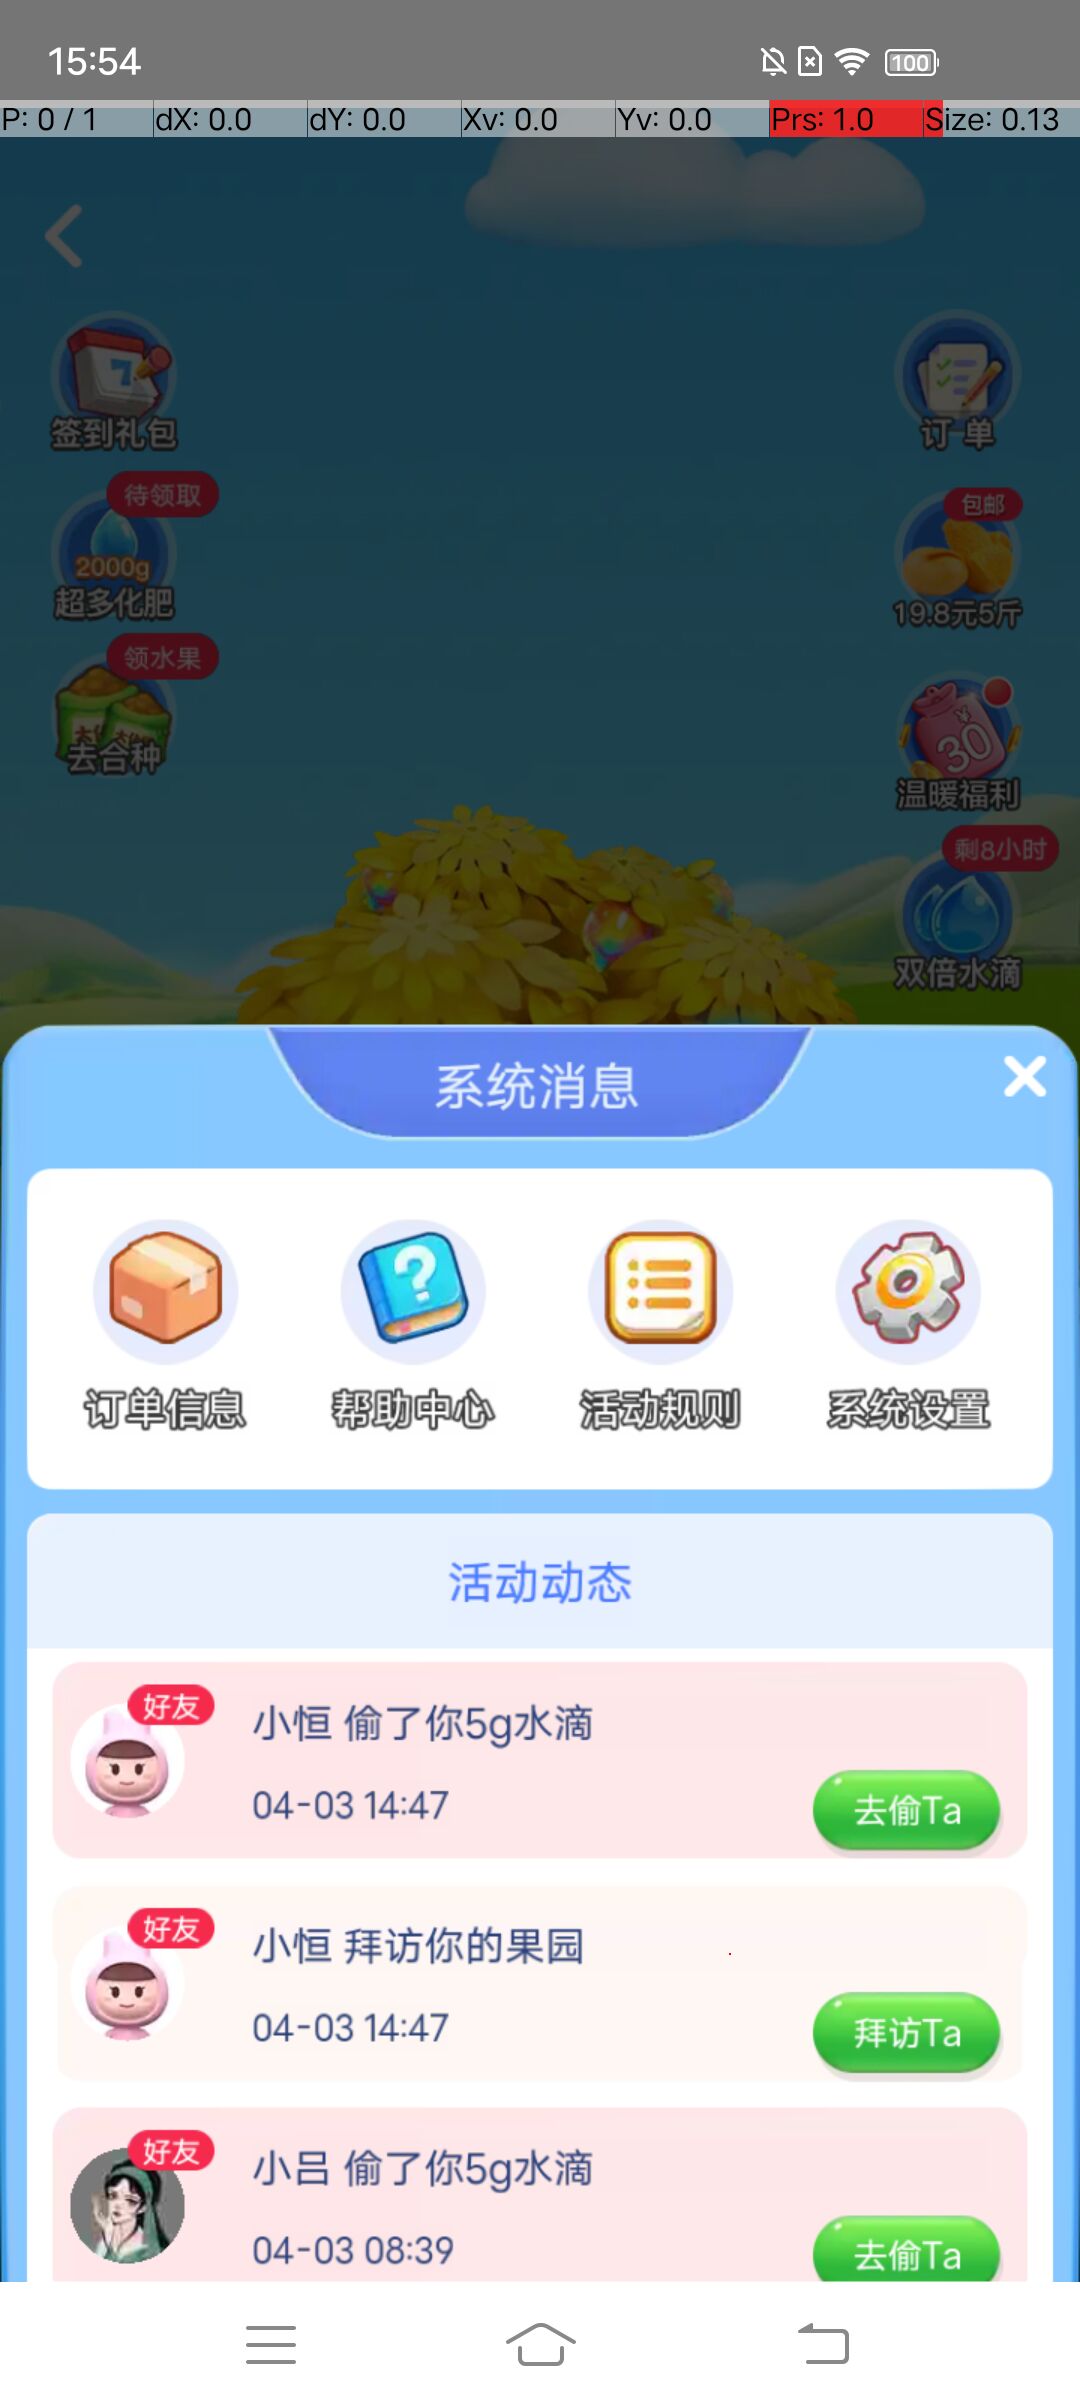 15:54
100
P: 0 / 1 dX: 0.0 dY: 0.0 Xv: 0.0 Yv: 0.0 Prs: 1.0 Size: 0.13
7
签到礼包
订 单
待领取
2000g
超多化肥
包邮
19.8元5斤
领水果
去合种
¥
30
温暖福利
剩8小时
双倍水滴
系统消息
?
订单信息 帮助中心 活动规则 系统设置
活动动态
好友
小恒 偷了你5g水滴
04-03 14:47
去偷Ta
好友
小恒 拜访你的果园
04-03 14:47
拜访Ta
好友
小吕 偷了你5g水滴
04-03 08:39
去偷Ta